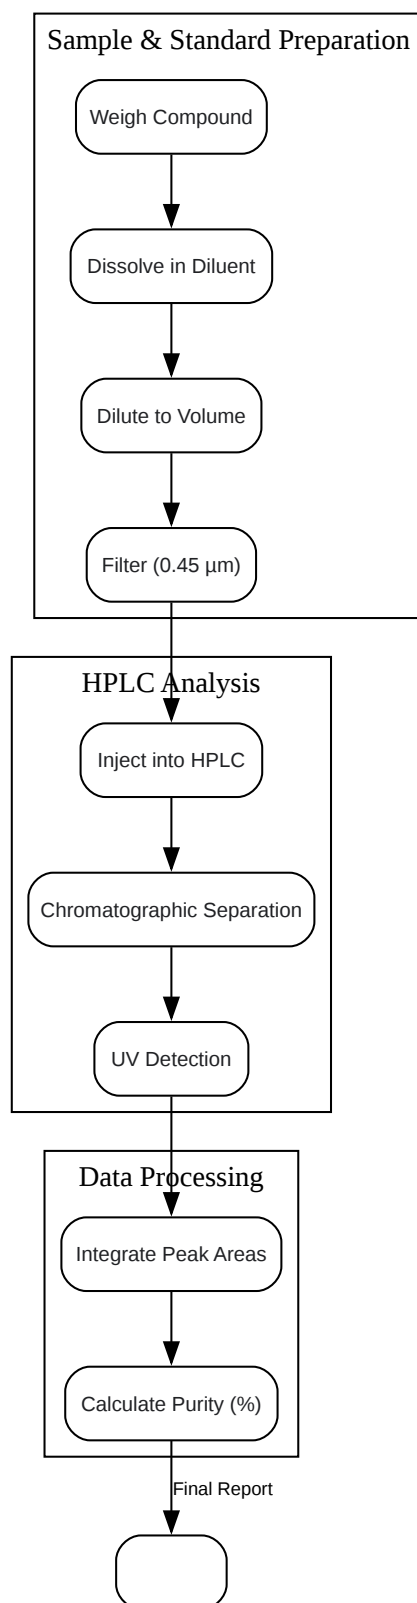 Sample & Standard Preparation
Weigh Compound
Dissolve in Diluent
Dilute to Volume
Filter (0.45 µm)
HPLC Analysis
Inject into HPLC
Chromatographic Separation
UV Detection
Data Processing
Integrate Peak Areas
Calculate Purity (%)
Final Report